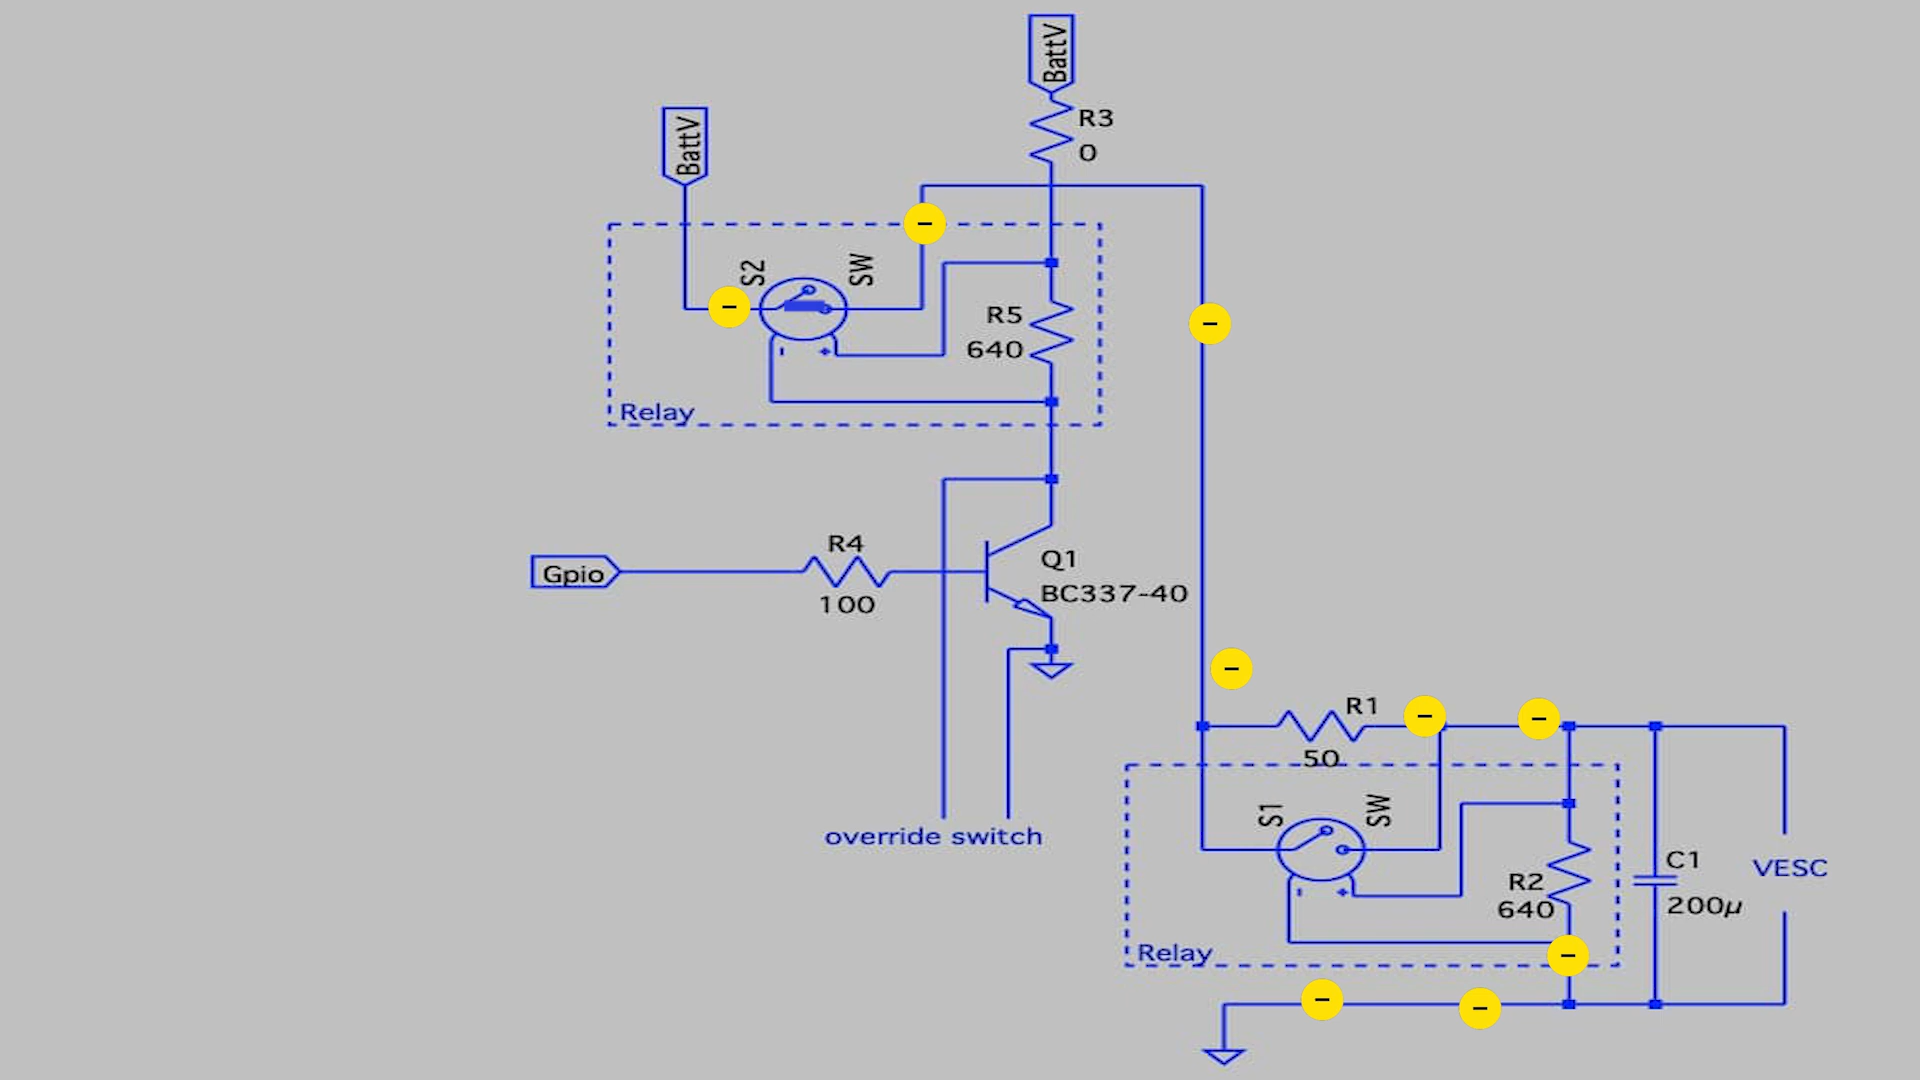 BattV
R3
0
BattV
S2
SW
R5
640
Relay
Gpio
R4
100
Q1
BC337-40
override switch
R1
50
S1
SW
R2
640
C1
200µ
VESC
Relay